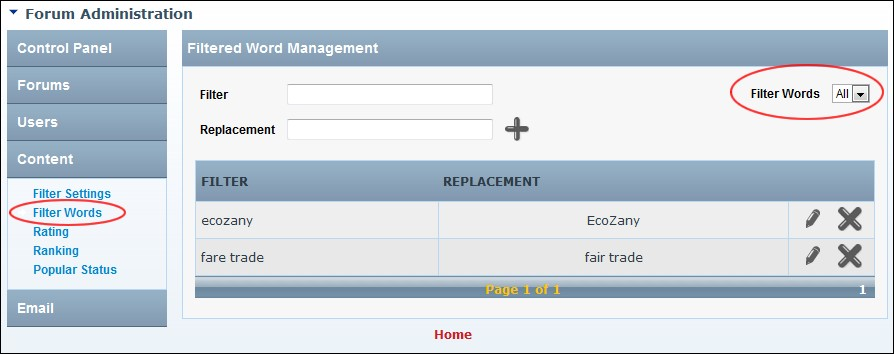 Forum Administration
Control Panel
Forums
Users
Content
Filter Settings
Filter Words
Rating
Ranking
Popular Status
Email
Filtered Word Management
Filter
Filter Words All
Replacement
FILTER REPLACEMENT
ecozany EcoZany
fare trade fair trade
Page 1 of 1 1
Home